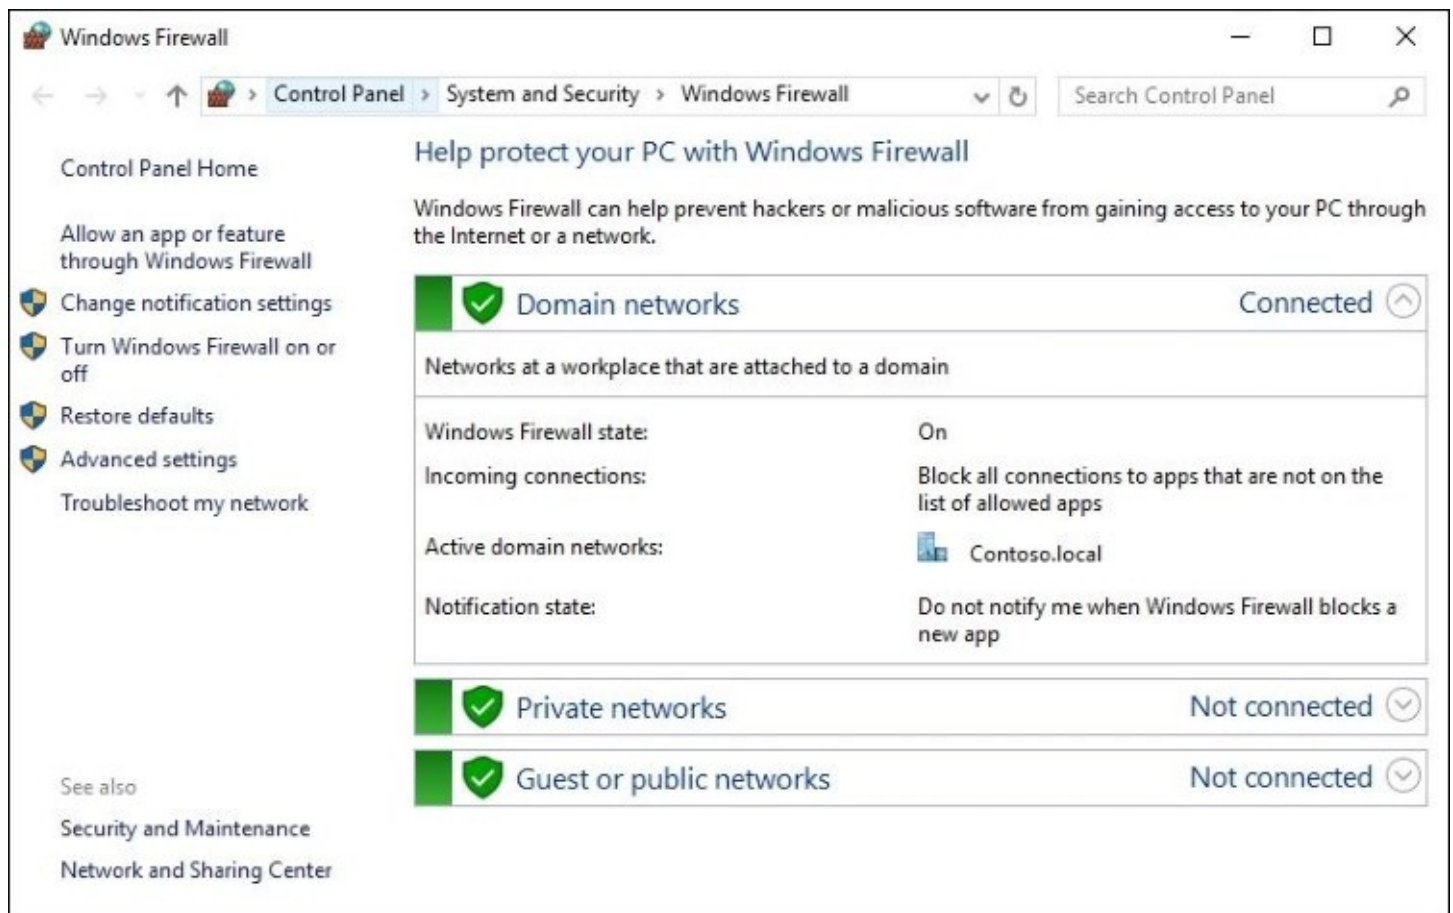 Windows Firewall
Control Panel > System and Security > Windows Firewall
Search Control Panel
Control Panel Home
Allow an app or feature
through Windows Firewall
Change notification settings
Turn Windows Firewall on or
off
Restore defaults
Advanced settings
Troubleshoot my network
See also
Security and Maintenance
Network and Sharing Center
Help protect your PC with Windows Firewall
Windows Firewall can help prevent hackers or malicious software from gaining access to your PC through
the Internet or a network.
Domain networks Connected
Networks at a workplace that are attached to a domain
Windows Firewall state: On
Incoming connections: Block all connections to apps that are not on the
list of allowed apps
Active domain networks: Contoso.local
Notification state: Do not notify me when Windows Firewall blocks a
new app
Private networks Not connected
Guest or public networks Not connected